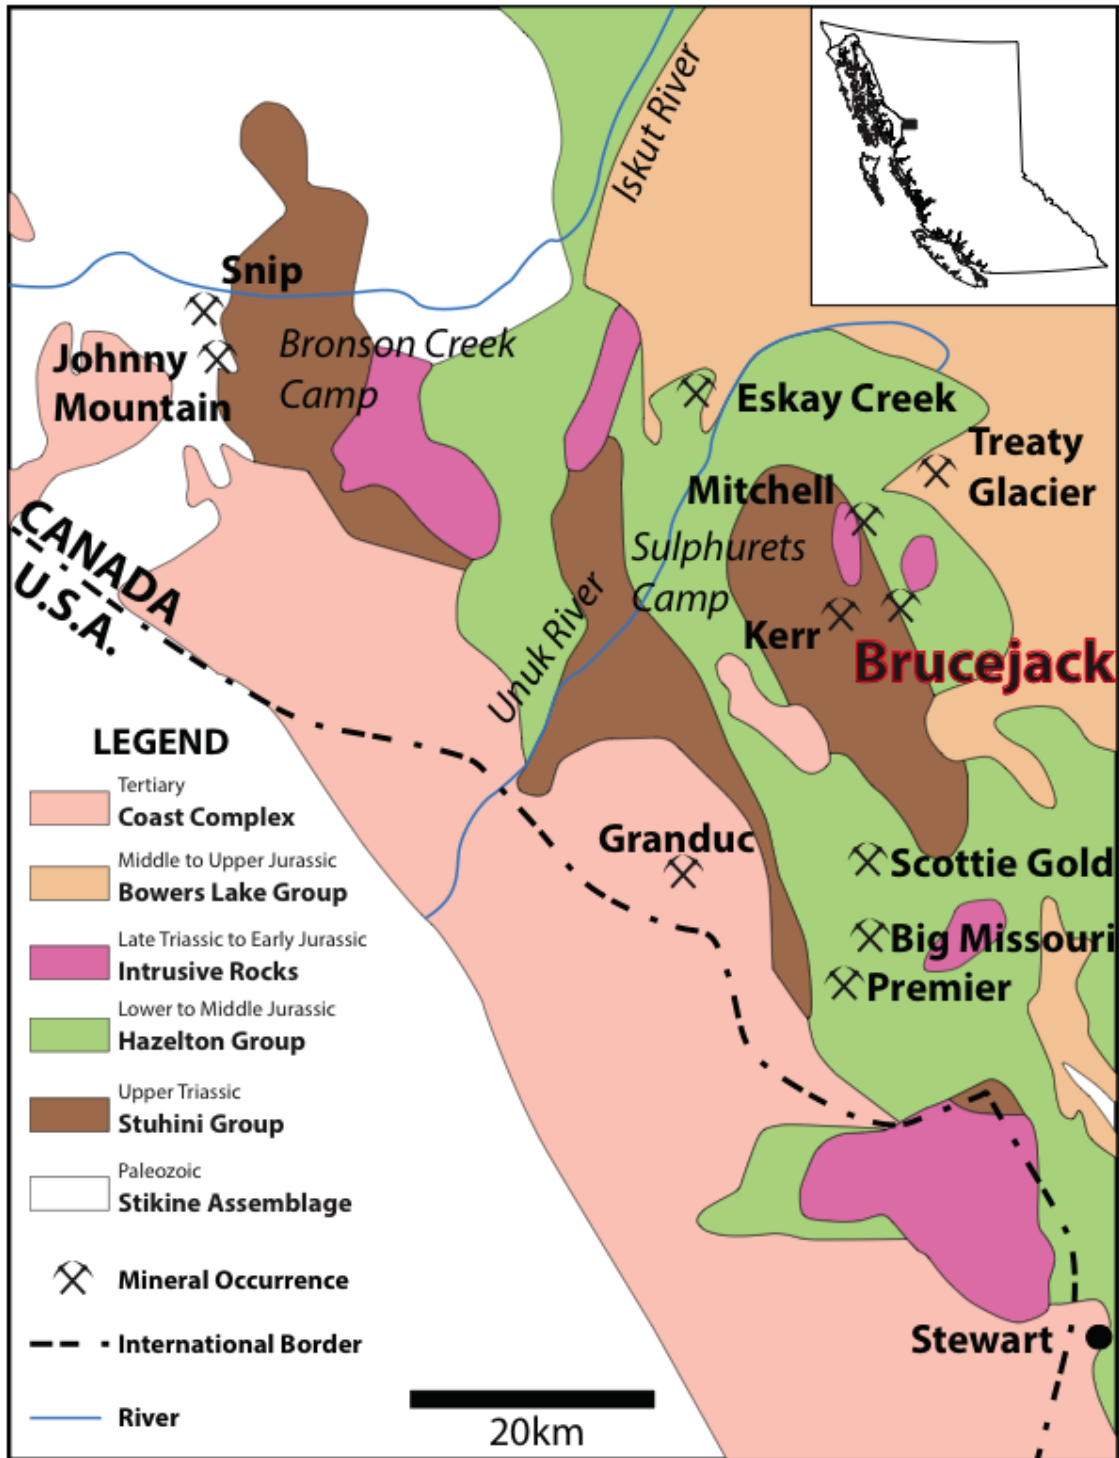 Iskut River
Snip
Bronson Creek
Camp
Johnny
Mountain
Eskay Creek
Treaty
Glacier
Mitchell
Sulphurets
Camp
CANADA
U.S.A.
Unuk River
Kerr
Brucejack
LEGEND
Tertiary
Coast Complex
Middle to Upper Jurassic
Bowers Lake Group
Late Triassic to Early Jurassic
Intrusive Rocks
Lower to Middle Jurassic
Hazelton Group
Upper Triassic
Stuhini Group
Paleozoic
Stikine Assemblage
Mineral Occurrence
International Border
River
Granduc
Scottie Gold
Big Missouri
Premier
Stewart
20km